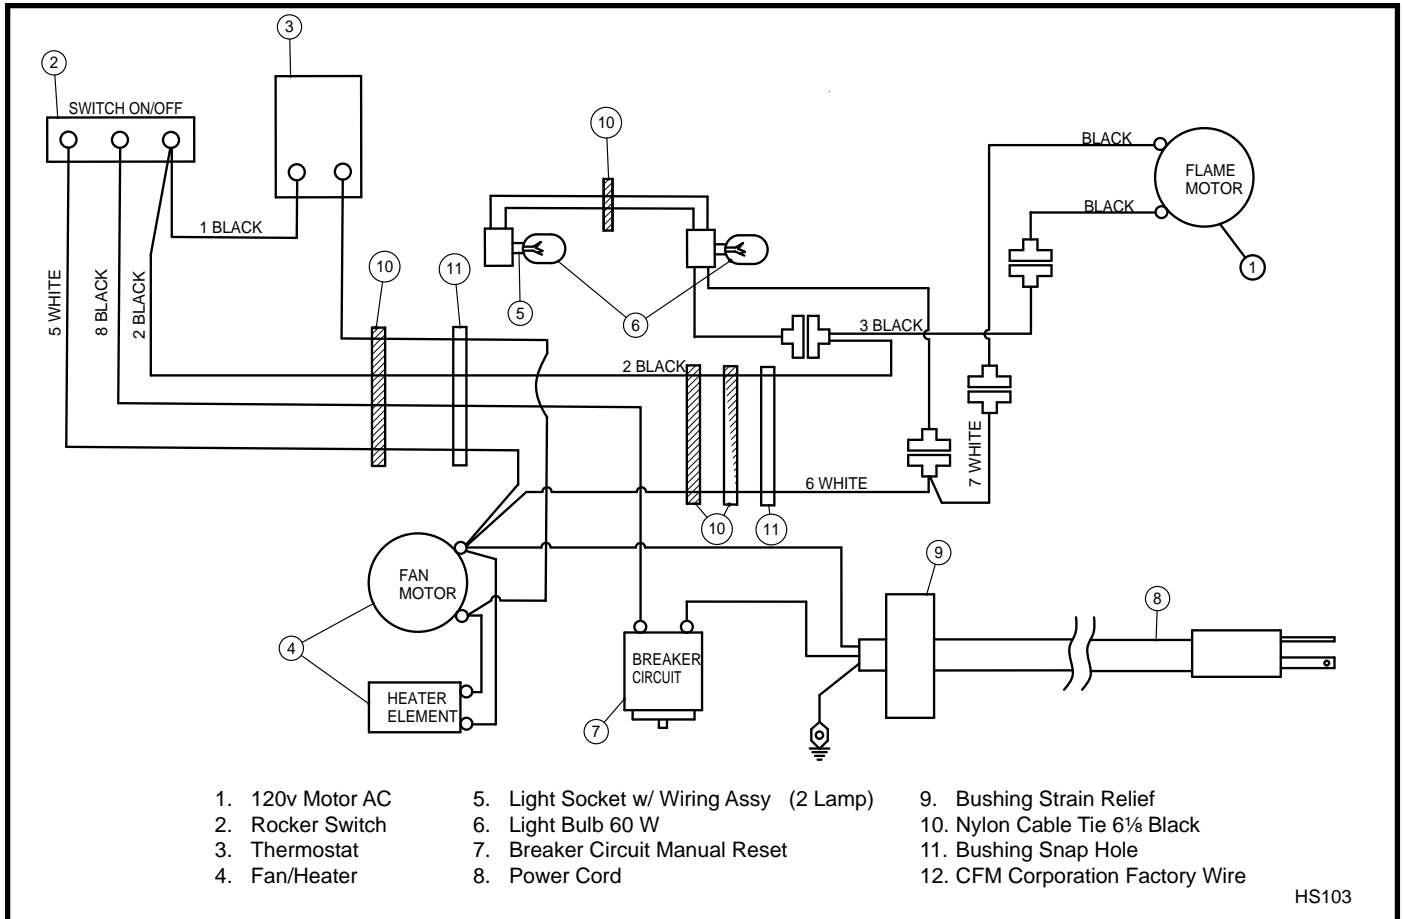 3
2
SWITCH ON/OFF
10
BLACK
FLAME
MOTOR
BLACK
1 BLACK
10
11
1
5 WHITE
8 BLACK
2 BLACK
5
6
3 BLACK
2 BLACK
7 WHITE
6 WHITE
10
11
9
FAN
MOTOR
8
4
BREAKER
CIRCUIT
HEATER
ELEMENT
7
1. 120v Motor AC
2. Rocker Switch
3. Thermostat
4. Fan/Heater
5. Light Socket w/ Wiring Assy (2 Lamp)
6. Light Bulb 60 W
7. Breaker Circuit Manual Reset
8. Power Cord
9. Bushing Strain Relief
10. Nylon Cable Tie 6⅛ Black
11. Bushing Snap Hole
12. CFM Corporation Factory Wire
HS103